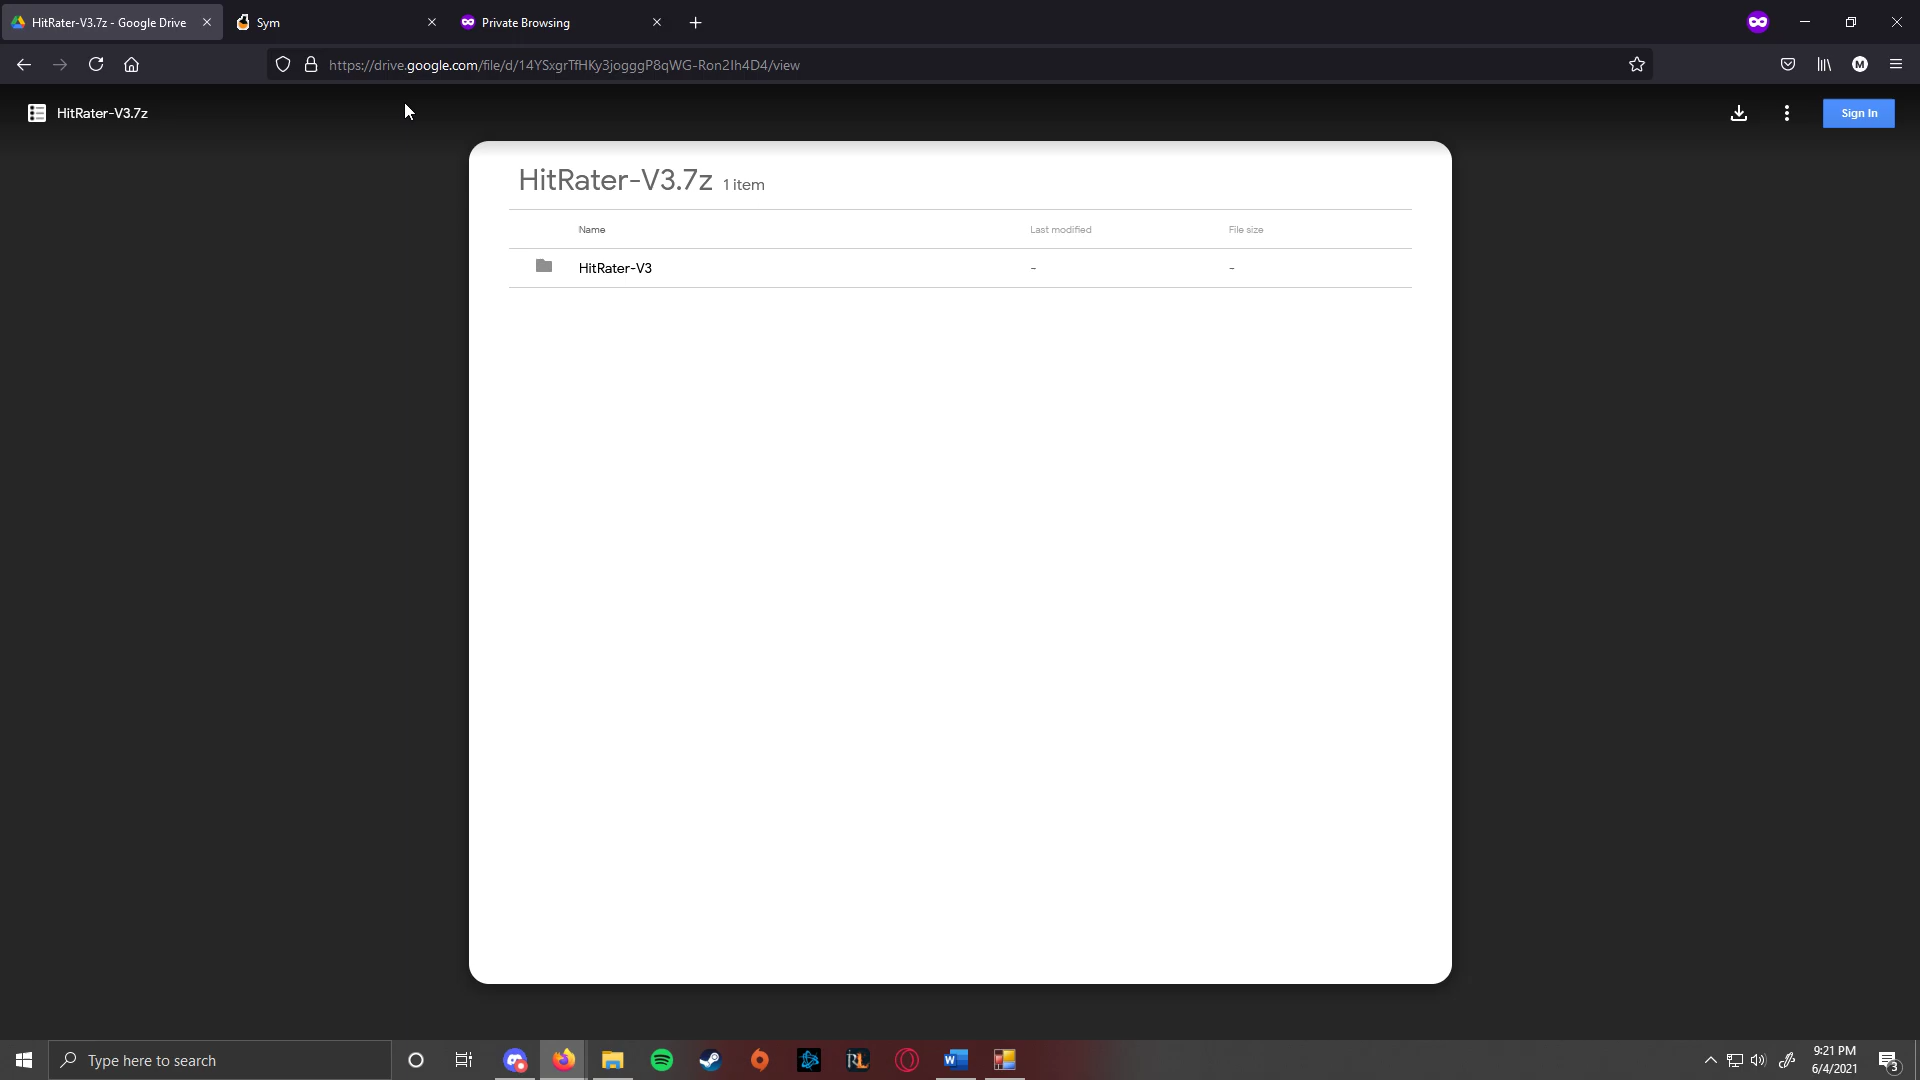 HitRater-V3.7z - Google Drive
Sym
Private Browsing
https://drive.google.com/file/d/14YSxgrTfHKy3jogggP8qWG-Ron2Ih4D4/view
M
HitRater-V3.7z
Sign In
HitRater-V3.7z 1 item
Name Last modified File size
HitRater-V3 - -
Type here to search
W
RL
9:21 PM
6/4/2021
3